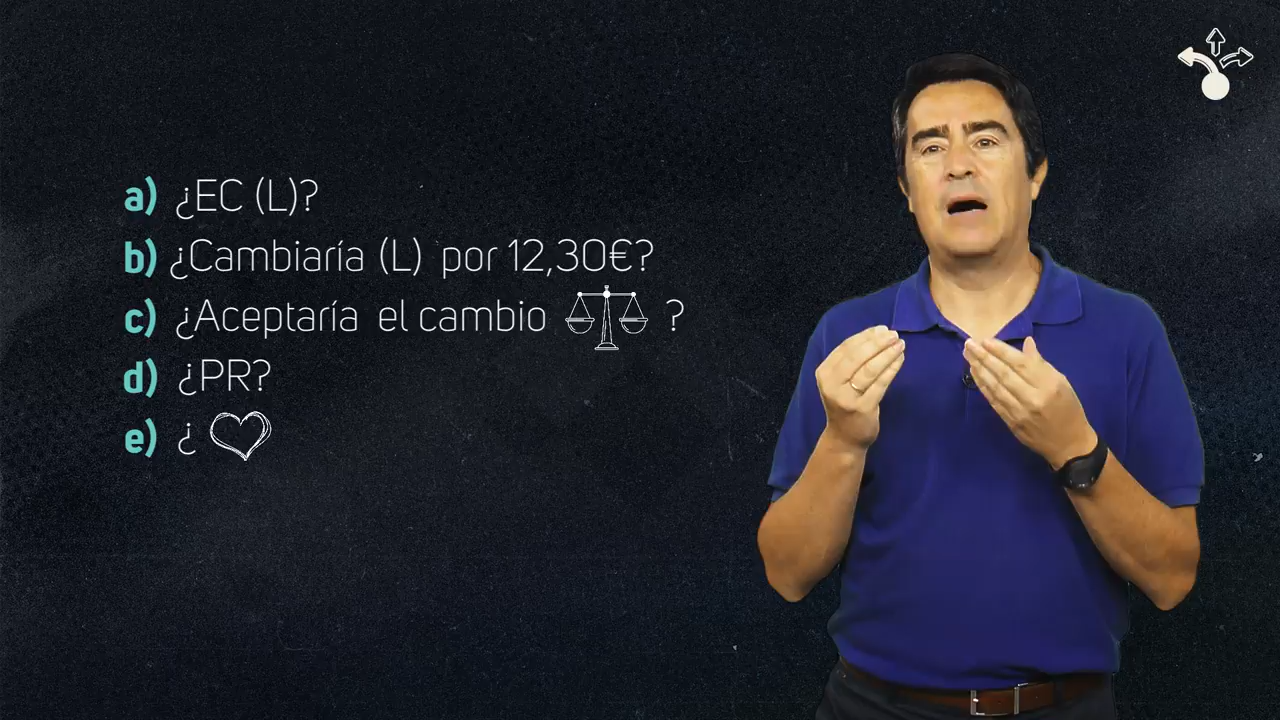 a) ¿EC (L)?
b) ¿Cambiaría (L) por 12,30€?
c) ¿Aceptaría el cambio ?
d) ¿PR?
e) ¿